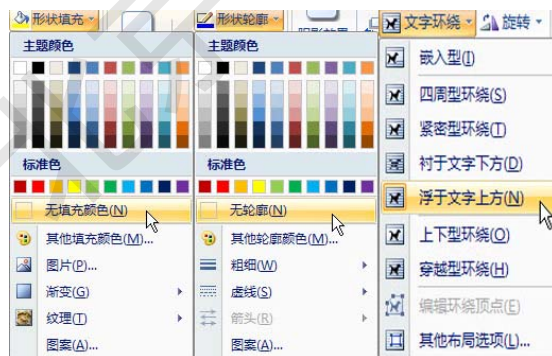 形状填充
主题颜色
标准色
无填充颜色(N)
其他填充颜色(M)...
图片(P)...
渐变(G)
纹理(T)
图案(A)...
形状轮廓
主题颜色
标准色
无轮廓(N)
其他轮廓颜色(M)...
粗细(W)
虚线(S)
箭头(R)
图案(A)...
文字环绕
旋转
嵌入型(I)
四周型环绕(S)
紧密型环绕(T)
衬于文字下方(D)
浮于文字上方(N)
上下型环绕(O)
穿越型环绕(H)
编辑环绕顶点(E)
其他布局选项(L)...